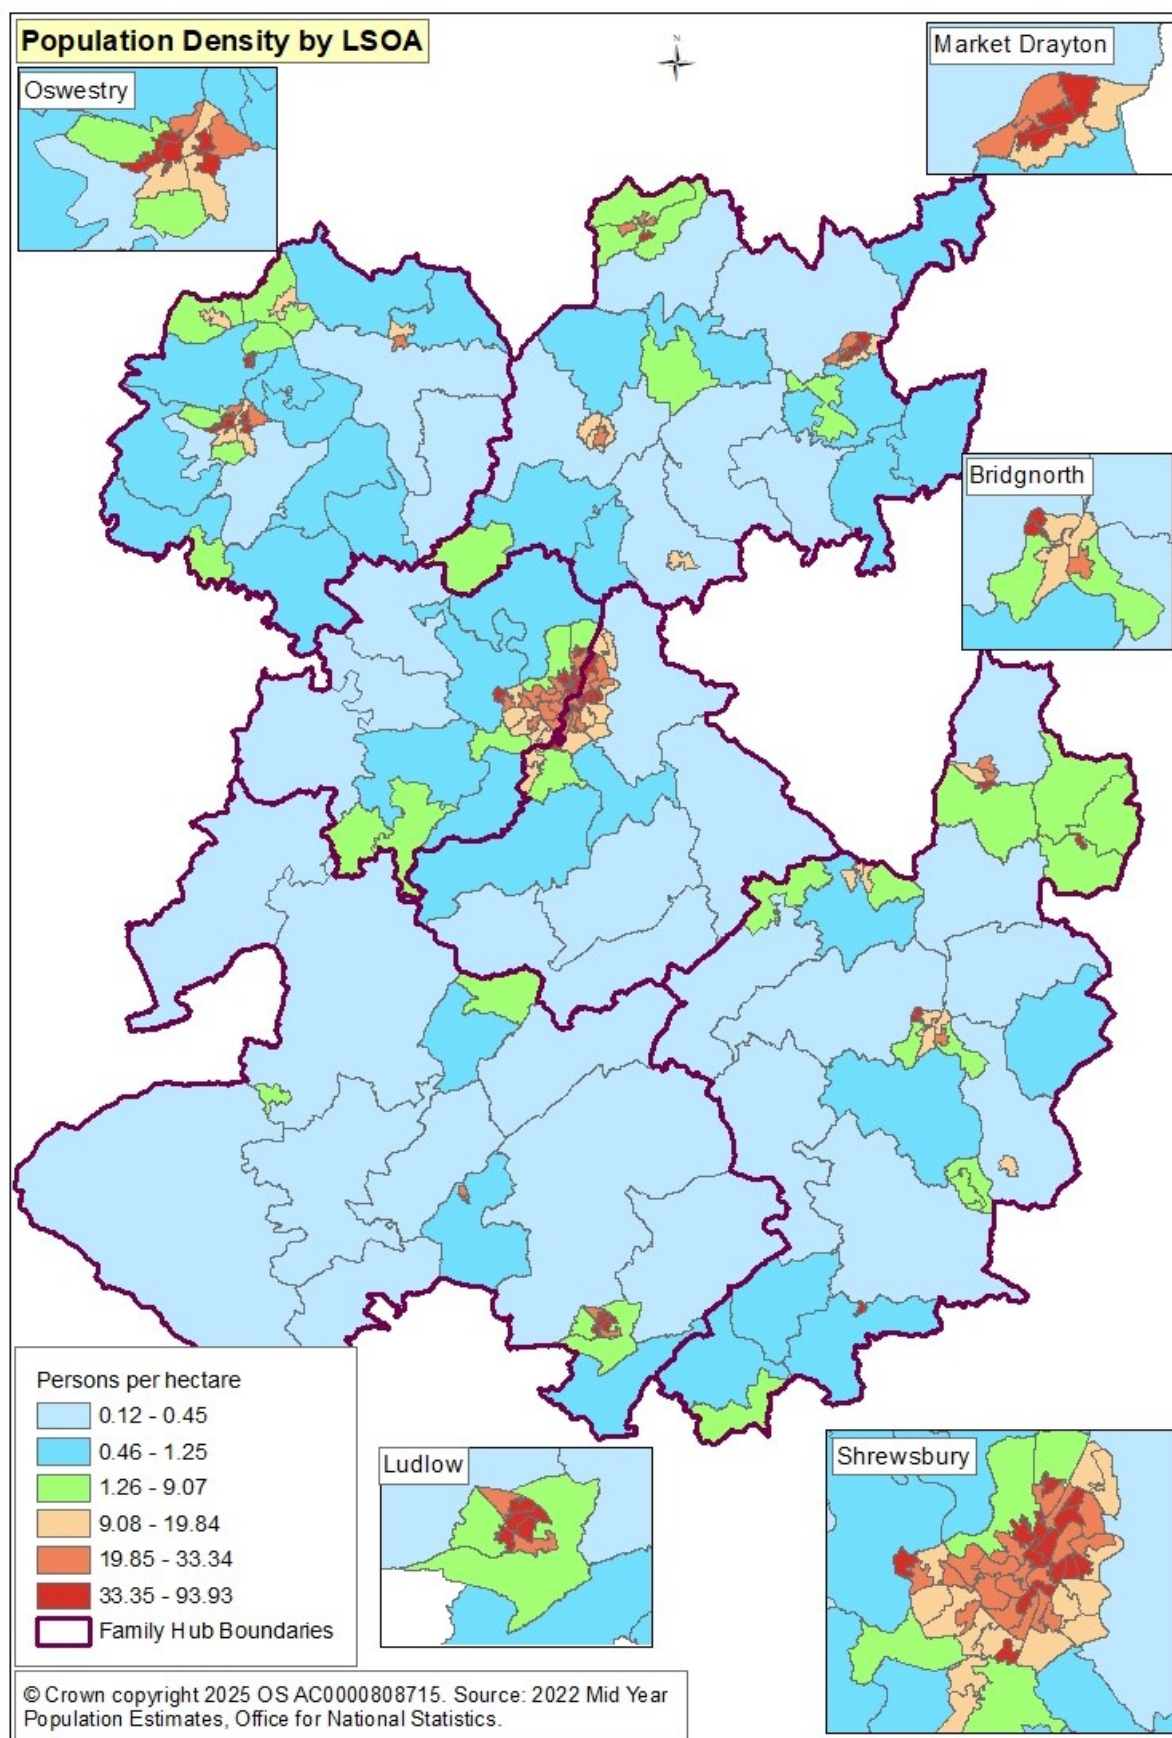 Population Density by LSOA
N
Oswestry
Market Drayton
Bridgnorth
Persons per hectare
0.12 - 0.45
0.46 - 1.25
1.26 - 9.07
9.08 - 19.84
19.85 - 33.34
33.35 - 93.93
Family Hub Boundaries
Ludlow
Shrewsbury
© Crown copyright 2025 OS AC0000808715. Source: 2022 Mid Year
Population Estimates, Office for National Statistics.